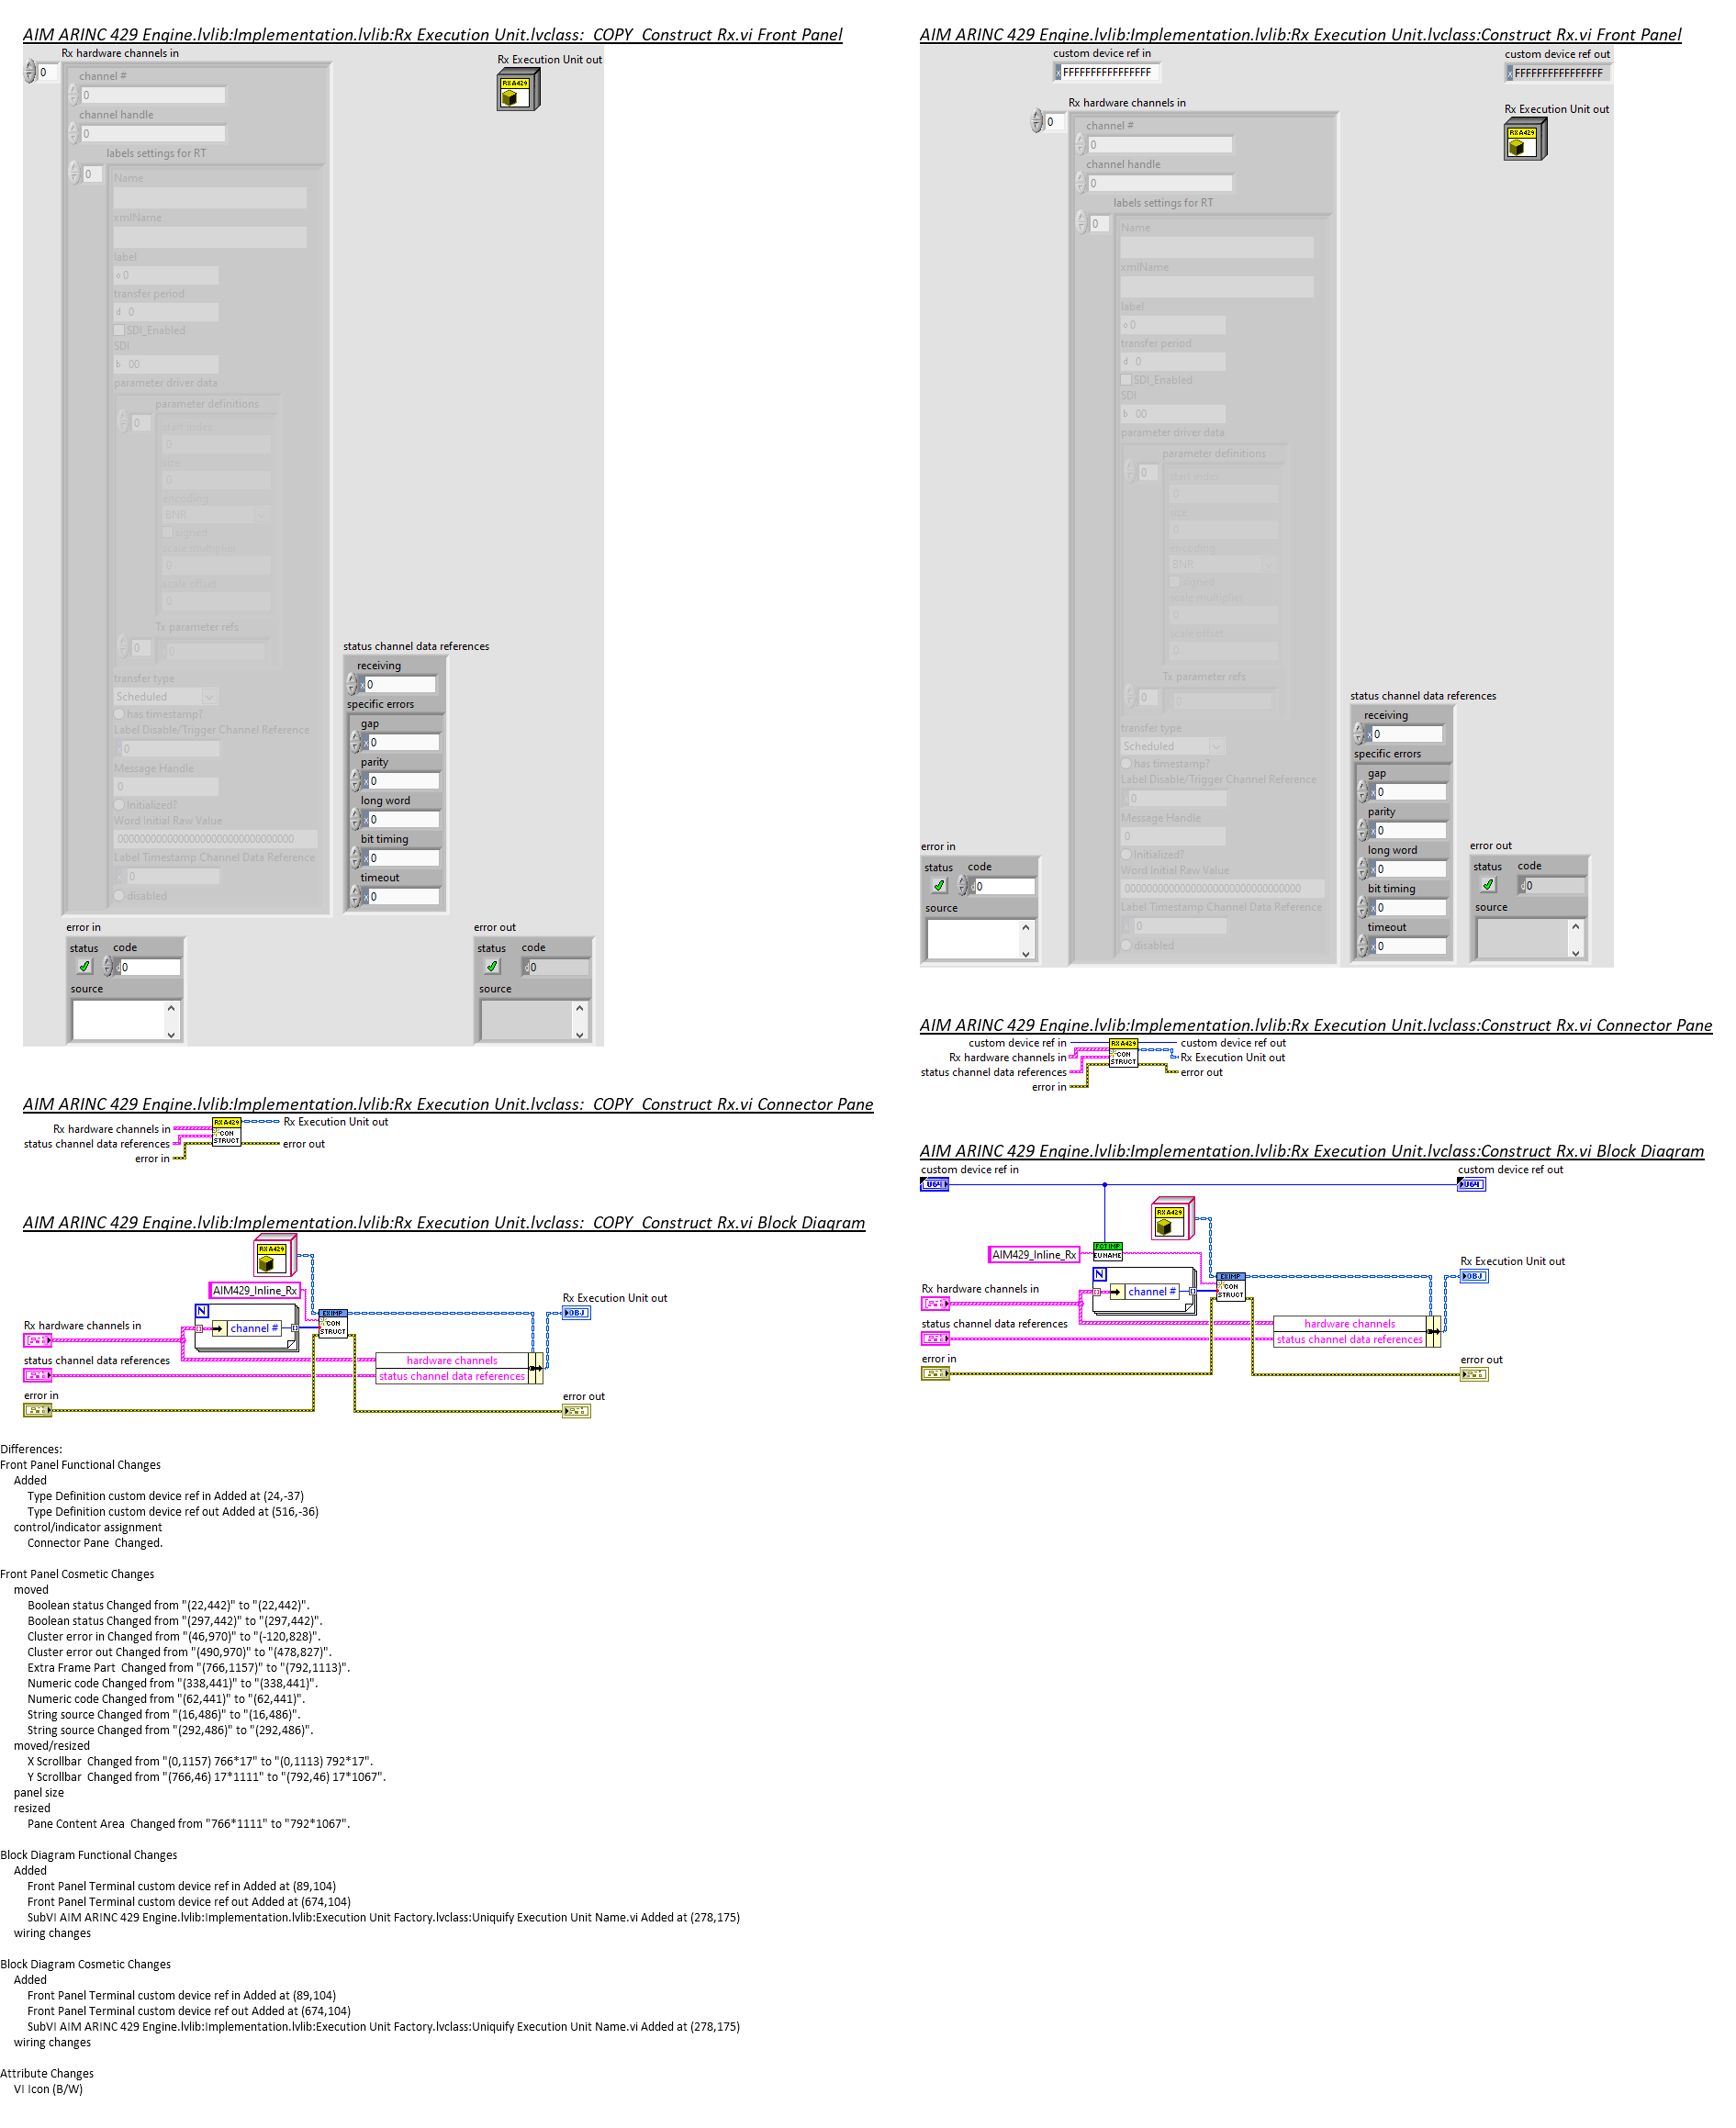 AIM ARINC 429 Engine.lvlib:Implementation.lvlib:Rx Execution Unit.lvclass:_COPY_Construct Rx.vi Front Panel
Rx hardware channels in
0
channel #
0
channel handle
0
labels settings for RT
0
Name
xmlName
label
o 0
transfer period
d 0
SDI_Enabled
SDI
b 00
parameter driver data
parameter definitions
0
start index
0
size
0
encoding
BNR
signed
scale multiplier
0
scale offset
0
Tx parameter refs
0
0
transfer type
Scheduled
has timestamp?
Label Disable/Trigger Channel Reference
x 0
Message Handle
0
Initialized?
Word Initial Raw Value
Label Timestamp Channel Data Reference
x 0
disabled
Rx Execution Unit out
RX A429
status channel data references
receiving
x 0
specific errors
gap
x 0
parity
x 0
long word
x 0
bit timing
x 0
timeout
x 0
error in
status code
d 0
source
error out
status code
d 0
source
AIM ARINC 429 Engine.lvlib:Implementation.lvlib:Rx Execution Unit.lvclass:_COPY_Construct Rx.vi Connector Pane
Rx hardware channels in
status channel data references
error in
RX A429
CON
STRUCT
Rx Execution Unit out
error out
AIM ARINC 429 Engine.lvlib:Implementation.lvlib:Rx Execution Unit.lvclass:_COPY_Construct Rx.vi Block Diagram
RX A429
AIM429_Inline_Rx
N
channel #
EXIMP
CON
STRUCT
Rx hardware channels in
status channel data references
error in
hardware channels
status channel data references
Rx Execution Unit out
OBJ
error out
AIM ARINC 429 Engine.lvlib:Implementation.lvlib:Rx Execution Unit.lvclass:Construct Rx.vi Front Panel
custom device ref in
x FFFFFFFFFFFFFFFF
custom device ref out
x FFFFFFFFFFFFFFFF
Rx hardware channels in
0
channel #
0
channel handle
0
labels settings for RT
0
Name
xmlName
label
o 0
transfer period
d 0
SDI_Enabled
SDI
b 00
parameter driver data
parameter definitions
0
start index
0
size
0
encoding
BNR
signed
scale multiplier
0
scale offset
0
Tx parameter refs
0
0
transfer type
Scheduled
has timestamp?
Label Disable/Trigger Channel Reference
x 0
Message Handle
0
Initialized?
Word Initial Raw Value
Label Timestamp Channel Data Reference
x 0
disabled
Rx Execution Unit out
RX A429
status channel data references
receiving
x 0
specific errors
gap
x 0
parity
x 0
long word
x 0
bit timing
x 0
timeout
x 0
error in
status code
d 0
source
error out
status code
d 0
source
AIM ARINC 429 Engine.lvlib:Implementation.lvlib:Rx Execution Unit.lvclass:Construct Rx.vi Connector Pane
custom device ref in
Rx hardware channels in
status channel data references
error in
RX A429
CON
STRUCT
custom device ref out
Rx Execution Unit out
error out
AIM ARINC 429 Engine.lvlib:Implementation.lvlib:Rx Execution Unit.lvclass:Construct Rx.vi Block Diagram
custom device ref in
U64
custom device ref out
U64
RX A429
AIM429_Inline_Rx
FCT IMP
EUNAME
N
channel #
EXIMP
CON
STRUCT
Rx hardware channels in
status channel data references
error in
hardware channels
status channel data references
Rx Execution Unit out
OBJ
error out
Differences:
Front Panel Functional Changes
Added
Type Definition custom device ref in Added at (24,-37)
Type Definition custom device ref out Added at (516,-36)
control/indicator assignment
Connector Pane  Changed.
Front Panel Cosmetic Changes
moved
Boolean status Changed from "(22,442)" to "(22,442)".
Boolean status Changed from "(297,442)" to "(297,442)".
Cluster error in Changed from "(46,970)" to "(-120,828)".
Cluster error out Changed from "(490,970)" to "(478,827)".
Extra Frame Part  Changed from "(766,1157)" to "(792,1113)".
Numeric code Changed from "(338,441)" to "(338,441)".
Numeric code Changed from "(62,441)" to "(62,441)".
String source Changed from "(16,486)" to "(16,486)".
String source Changed from "(292,486)" to "(292,486)".
moved/resized
X Scrollbar  Changed from "(0,1157) 766*17" to "(0,1113) 792*17".
Y Scrollbar  Changed from "(766,46) 17*1111" to "(792,46) 17*1067".
panel size
resized
Pane Content Area  Changed from "766*1111" to "792*1067".
Block Diagram Functional Changes
Added
Front Panel Terminal custom device ref in Added at (89,104)
Front Panel Terminal custom device ref out Added at (674,104)
SubVI AIM ARINC 429 Engine.lvlib:Implementation.lvlib:Execution Unit Factory.lvclass:Uniquify Execution Unit Name.vi Added at (278,175)
wiring changes
Block Diagram Cosmetic Changes
Added
Front Panel Terminal custom device ref in Added at (89,104)
Front Panel Terminal custom device ref out Added at (674,104)
SubVI AIM ARINC 429 Engine.lvlib:Implementation.lvlib:Execution Unit Factory.lvclass:Uniquify Execution Unit Name.vi Added at (278,175)
wiring changes
Attribute Changes
VI Icon (B/W)